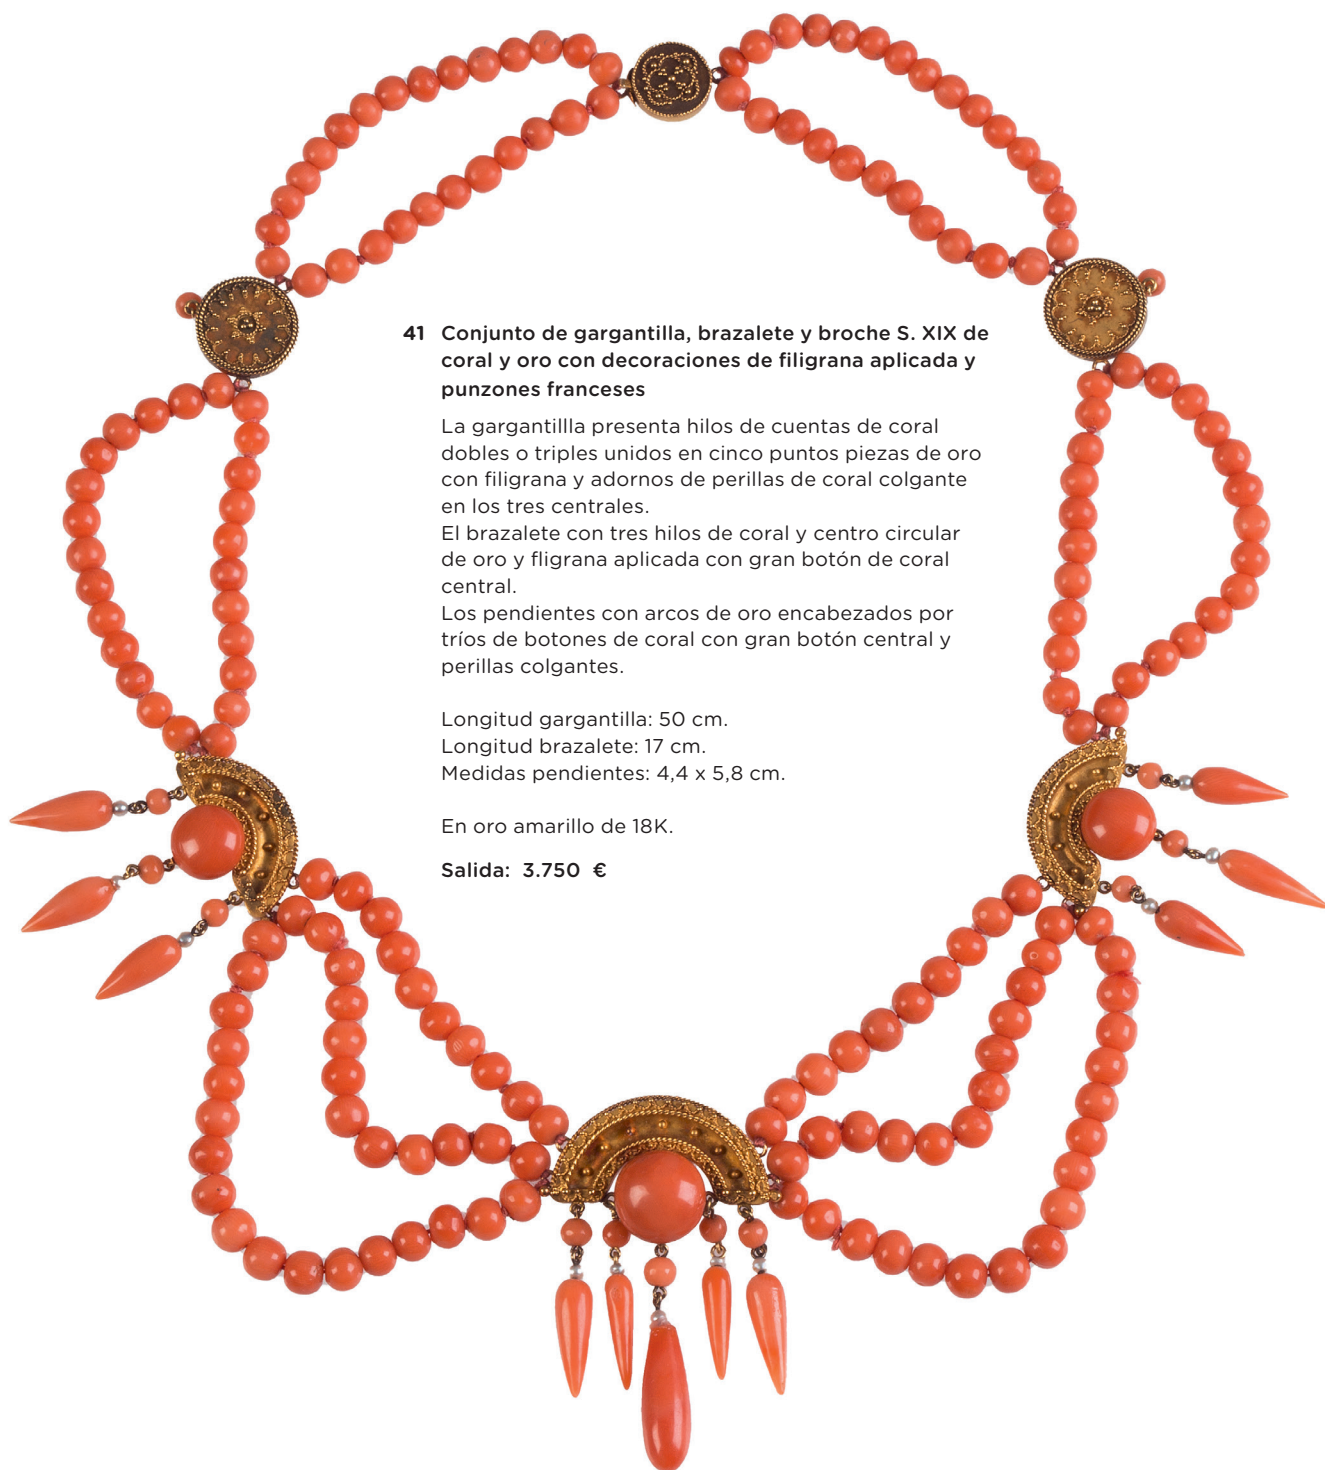 41 Conjunto de gargantilla, brazalete y broche S. XIX de
coral y oro con decoraciones de filigrana aplicada y
punzones franceses
La gargantillla presenta hilos de cuentas de coral
dobles o triples unidos en cinco puntos piezas de oro
con filigrana y adornos de perillas de coral colgante
en los tres centrales.
El brazalete con tres hilos de coral y centro circular
de oro y fligrana aplicada con gran botón de coral
central.
Los pendientes con arcos de oro encabezados por
tríos de botones de coral con gran botón central y
perillas colgantes.
Longitud gargantilla: 50 cm.
Longitud brazalete: 17 cm.
Medidas pendientes: 4,4 x 5,8 cm.
En oro amarillo de 18K.
Salida: 3.750 €